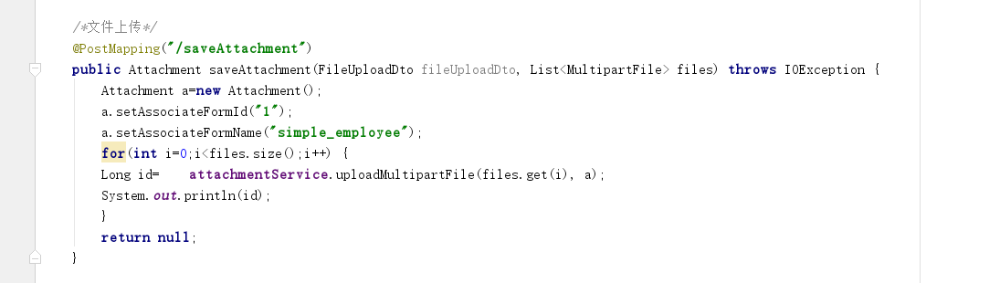 /*文件上传*/
@PostMapping("/saveAttachment")
public Attachment saveAttachment(FileUploadDto fileUploadDto, List<MultipartFile> files) throws IOException {
Attachment a=new Attachment();
a.setAssociateFormId("1");
a.setAssociateFormName("simple_employee");
for(int i=0;i<files.size();i++) {
Long id=    attachmentService.uploadMultipartFile(files.get(i), a);
System.out.println(id);
}
return null;
}